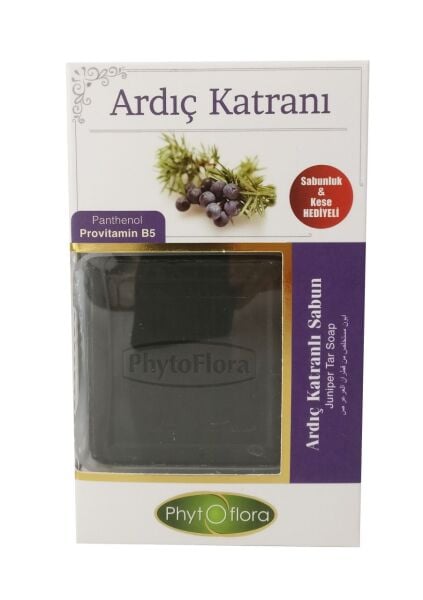 Ardıç Katranı
Sabunluk
&
Kese
HEDİYELİ
Panthenol
Provitamin B5
PhytoFlora
Ardıç Katranlı Sabun
Juniper Tar Soap
Phytoflora